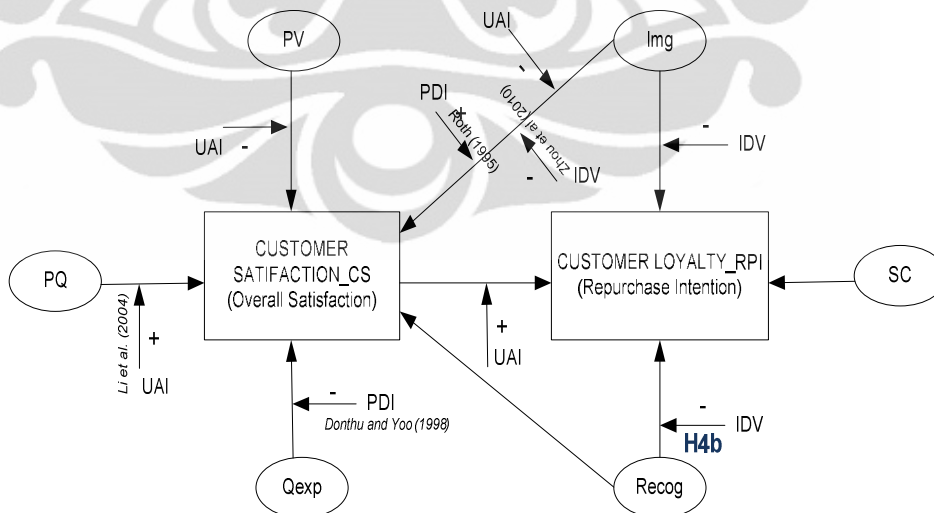 UAI
PV
Img
PDI
+
-
Zhou et al (2010)
Roth (1995)
UAI -
-
IDV
-
IDV
CUSTOMER
SATIFACTION_CS
(Overall Satisfaction)
CUSTOMER LOYALTY_RPI
(Repurchase Intention)
PQ
SC
Li et al. (2004)
+
UAI
+
UAI
-
PDI
Donthu and Yoo (1998)
-
IDV
H4b
Qexp
Recog